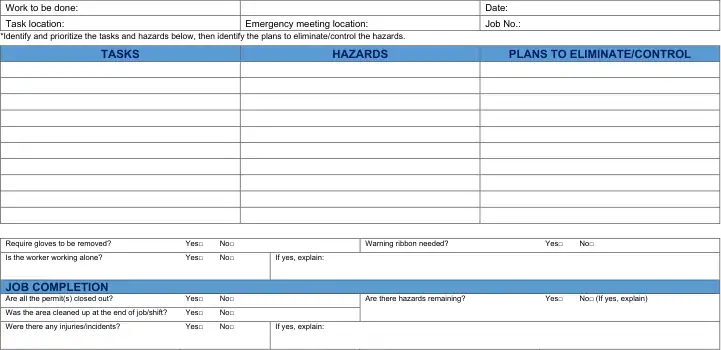 Work to be done: Date:
Task location: Emergency meeting location: Job No.:
*Identify and prioritize the tasks and hazards below, then identify the plans to eliminate/control the hazards.
TASKS HAZARDS PLANS TO ELIMINATE/CONTROL
Require gloves to be removed? Yes□ No□ Warning ribbon needed? Yes□ No□
Is the worker working alone? Yes□ No□ If yes, explain:
JOB COMPLETION
Are all the permit(s) closed out? Yes□ No□ Are there hazards remaining? Yes□ No□ (If yes, explain)
Was the area cleaned up at the end of job/shift? Yes□ No□
Were there any injuries/incidents? Yes□ No□ If yes, explain: